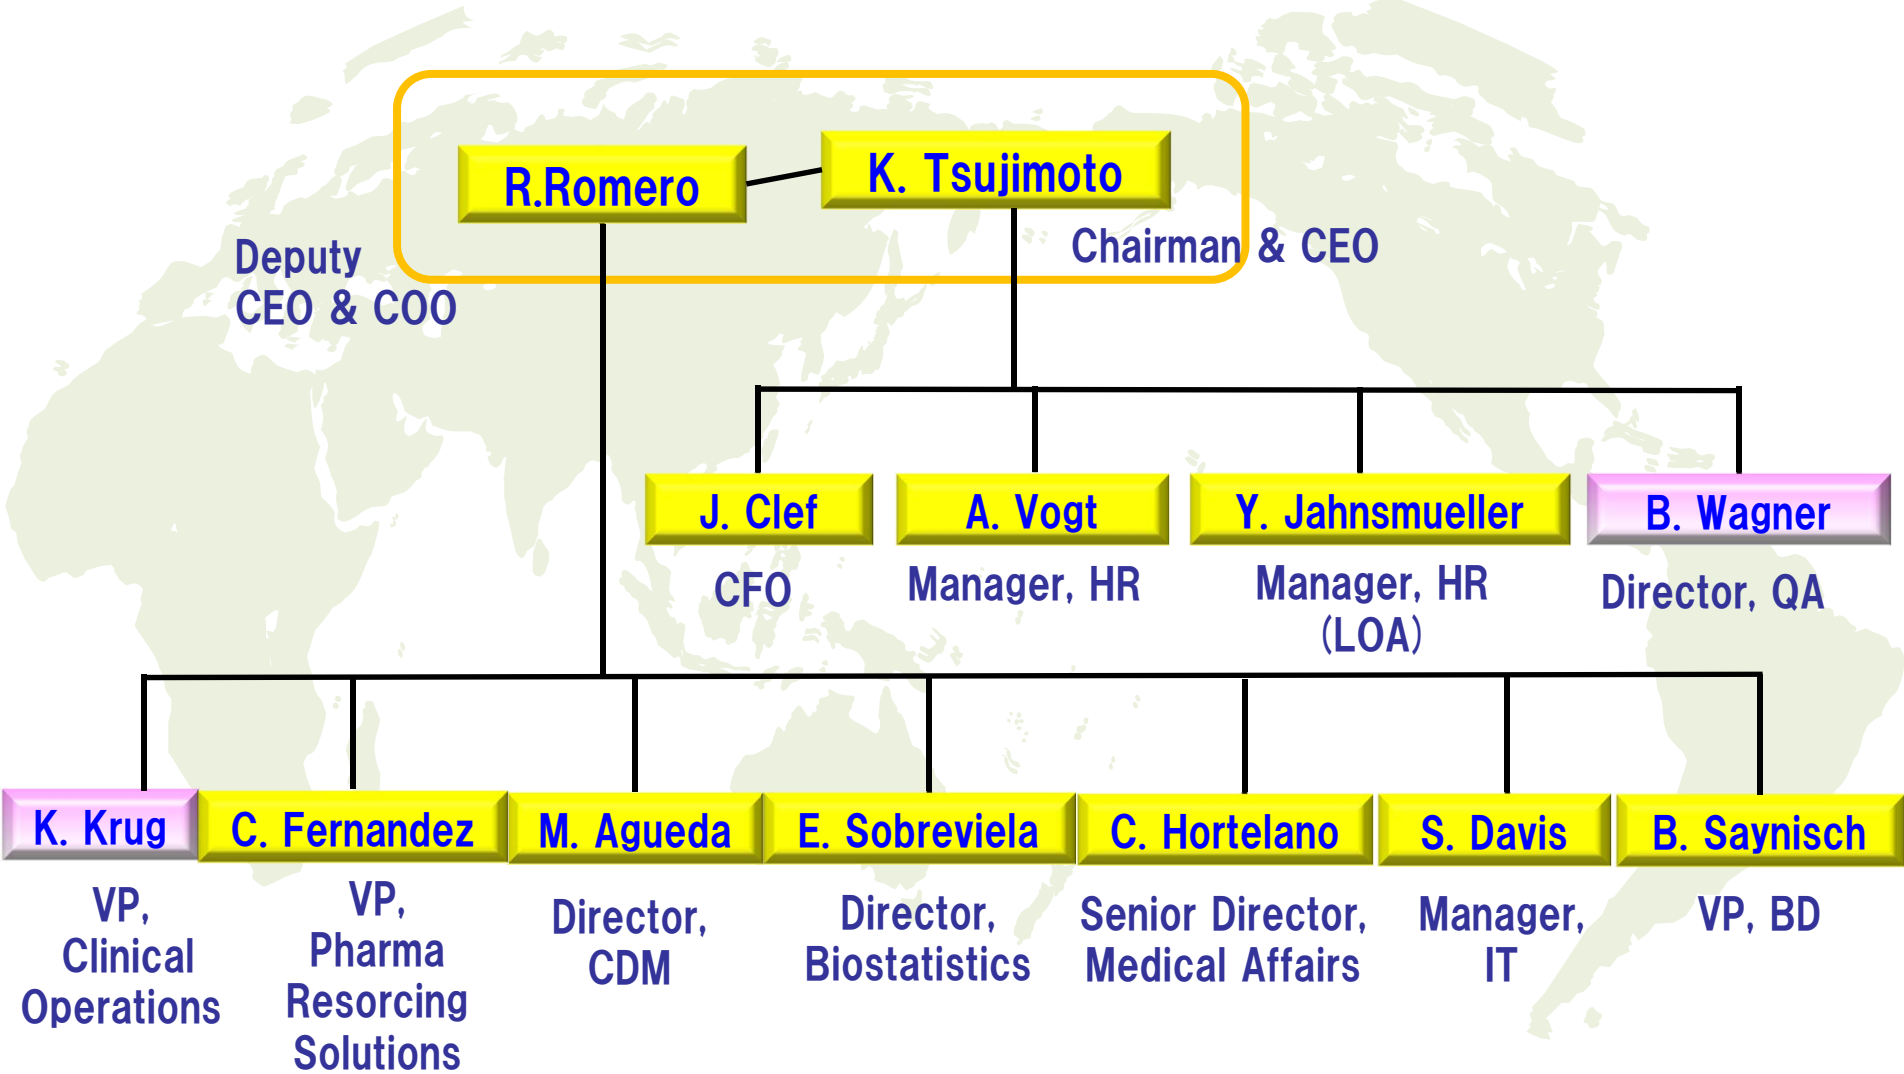 R.Romero
K. Tsujimoto
Deputy
CEO & COO
Chairman & CEO
J. Clef
A. Vogt
Y. Jahnsmueller
B. Wagner
CFO
Manager, HR
Manager, HR
(LOA)
Director, QA
K. Krug
C. Fernandez
M. Agueda
E. Sobreviela
C. Hortelano
S. Davis
B. Saynisch
VP,
Clinical
Operations
VP,
Pharma
Resorcing
Solutions
Director,
CDM
Director,
Biostatistics
Senior Director,
Medical Affairs
Manager,
IT
VP, BD